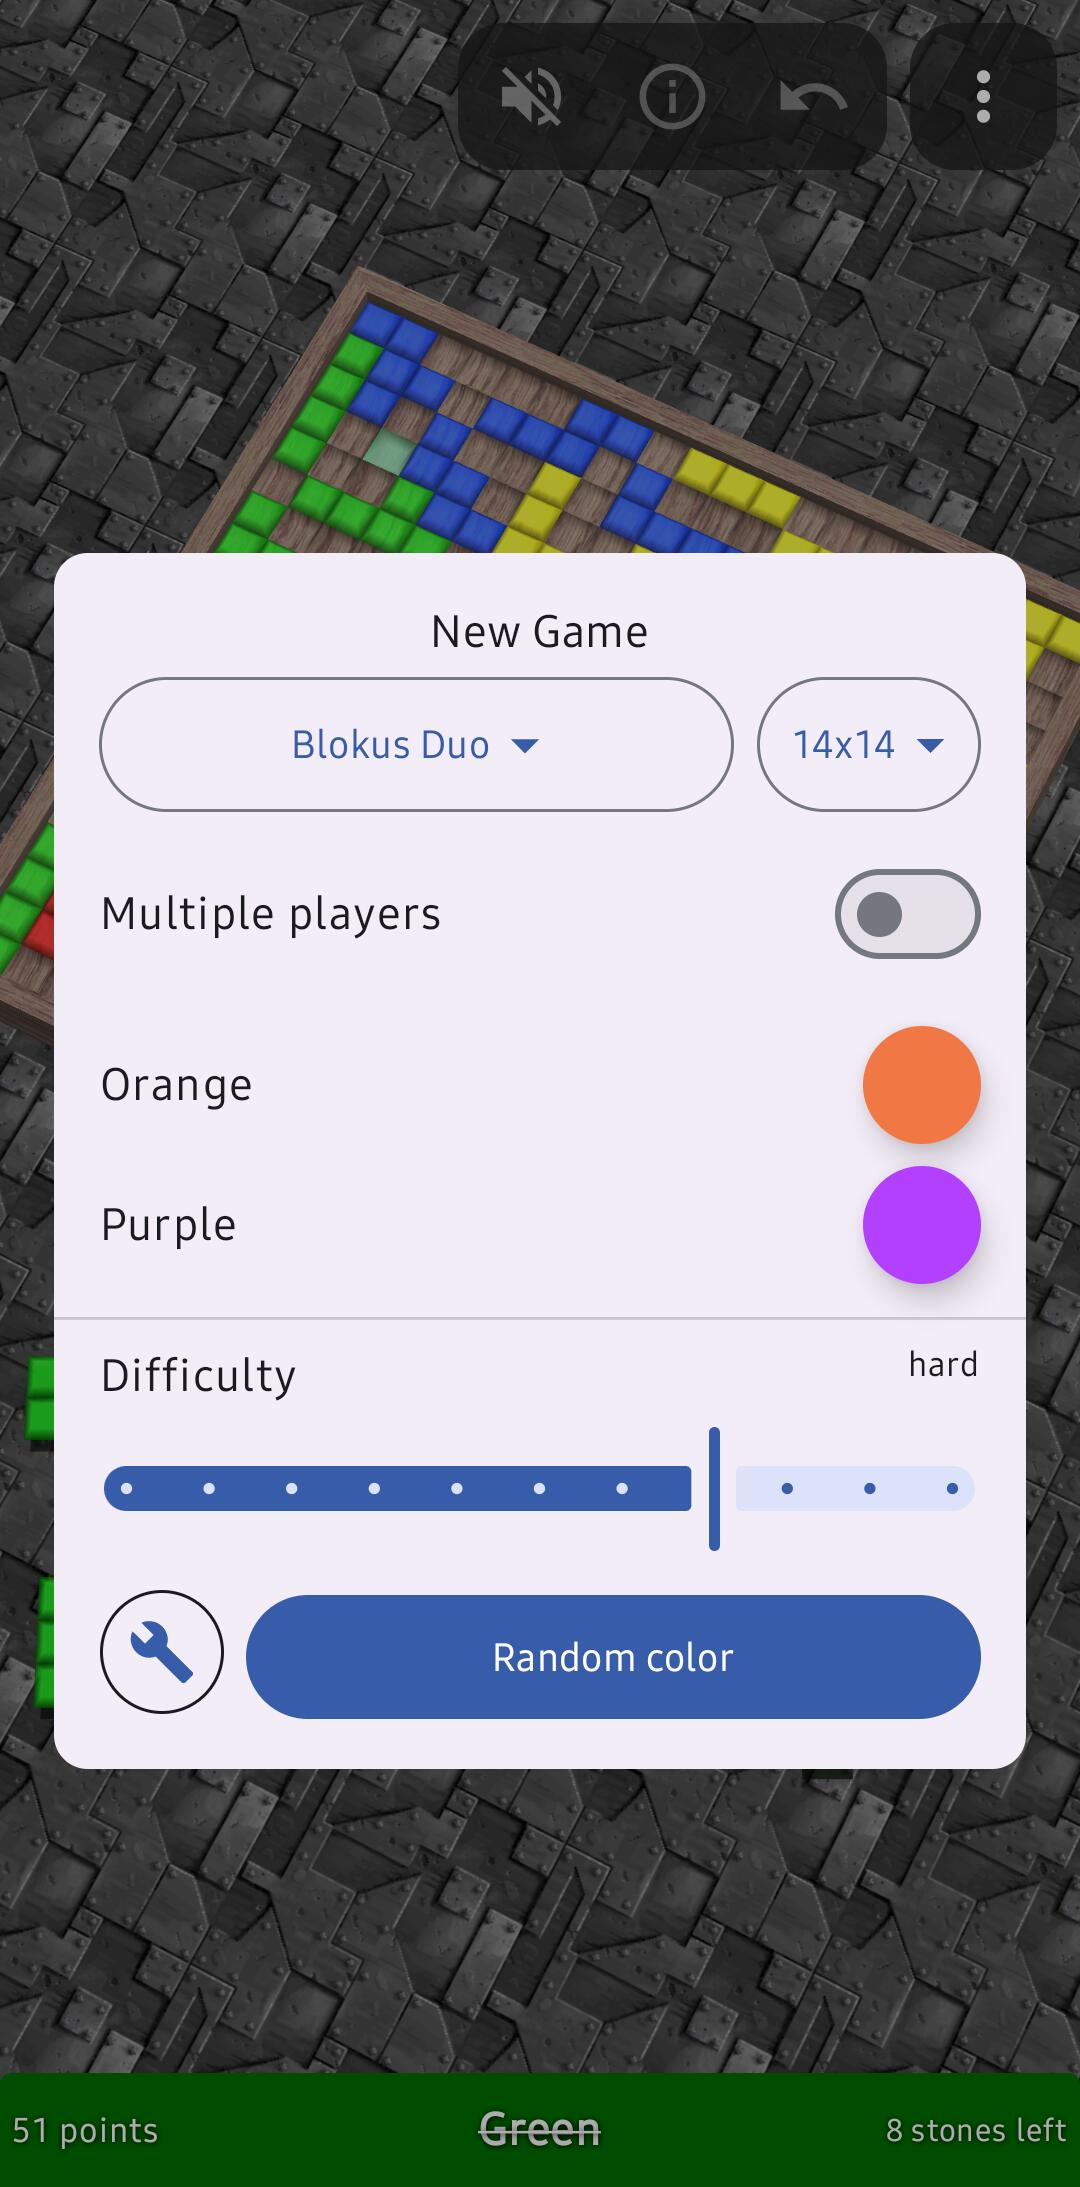 New Game
Blokus Duo
14x14
Multiple players
Orange
Purple
Difficulty
hard
Random color
51 points
Green
8 stones left